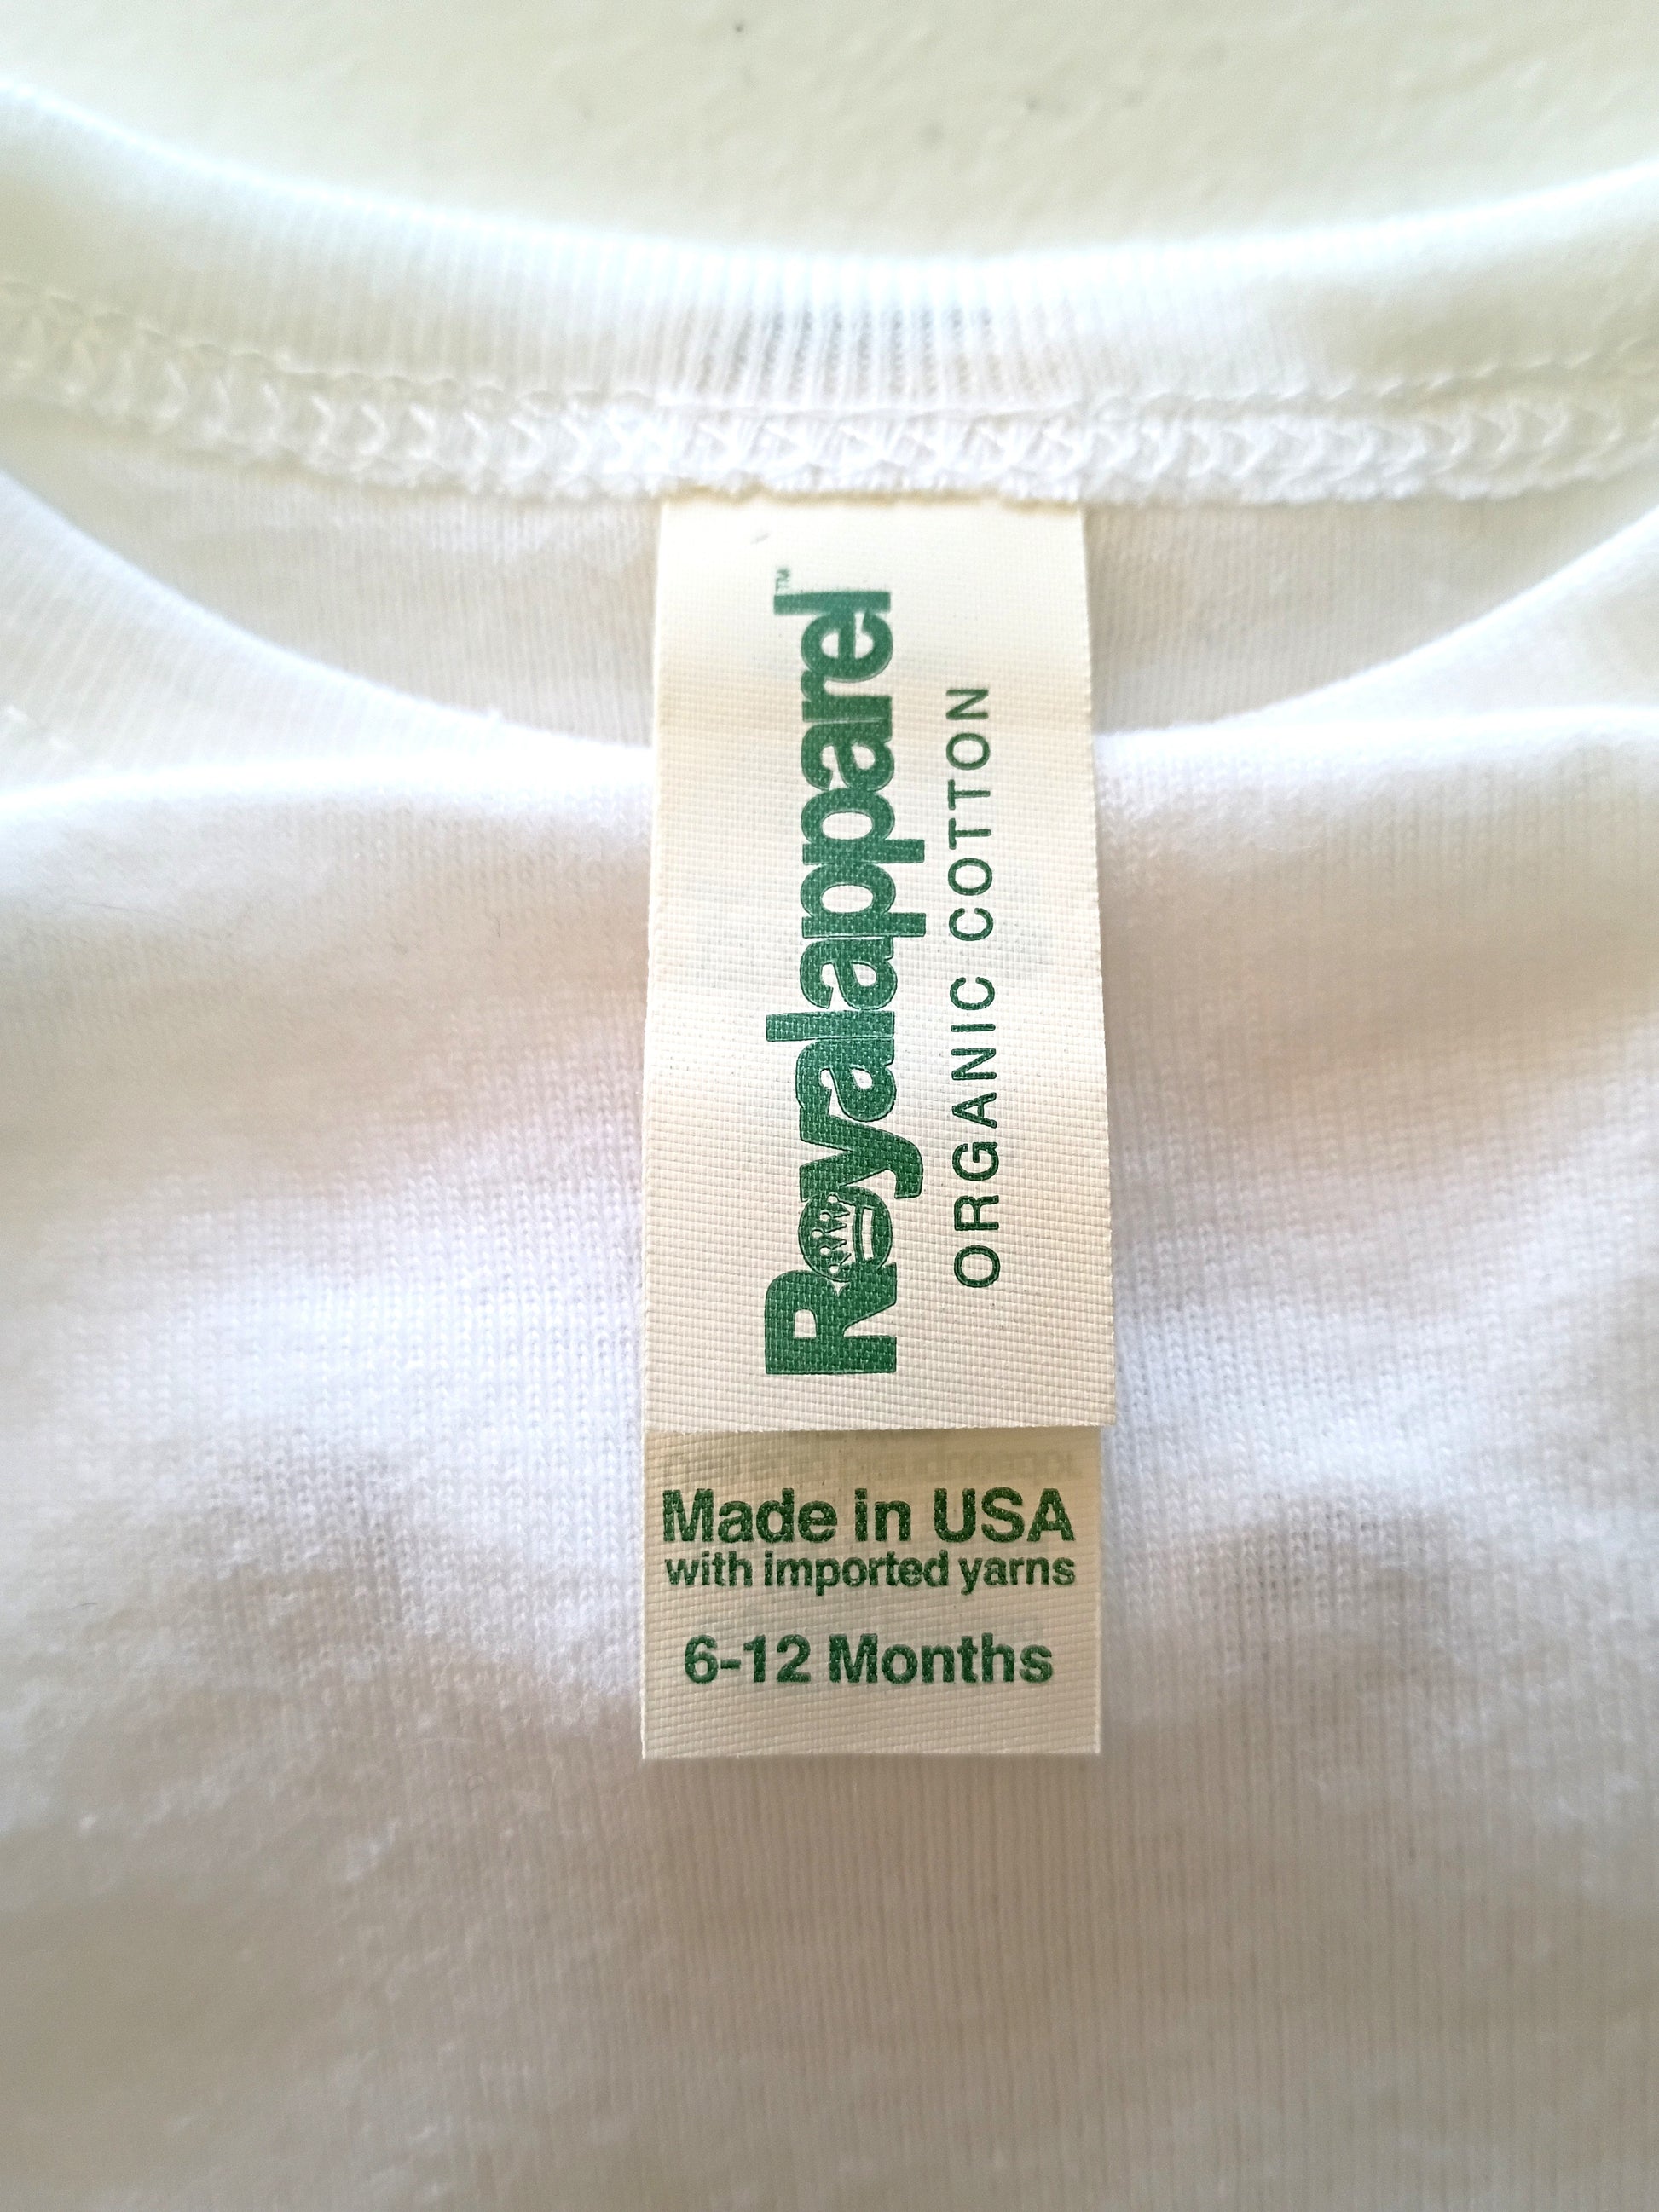 Royalapparel™
ORGANIC COTTON
Made in USA
with imported yarns
6-12 Months